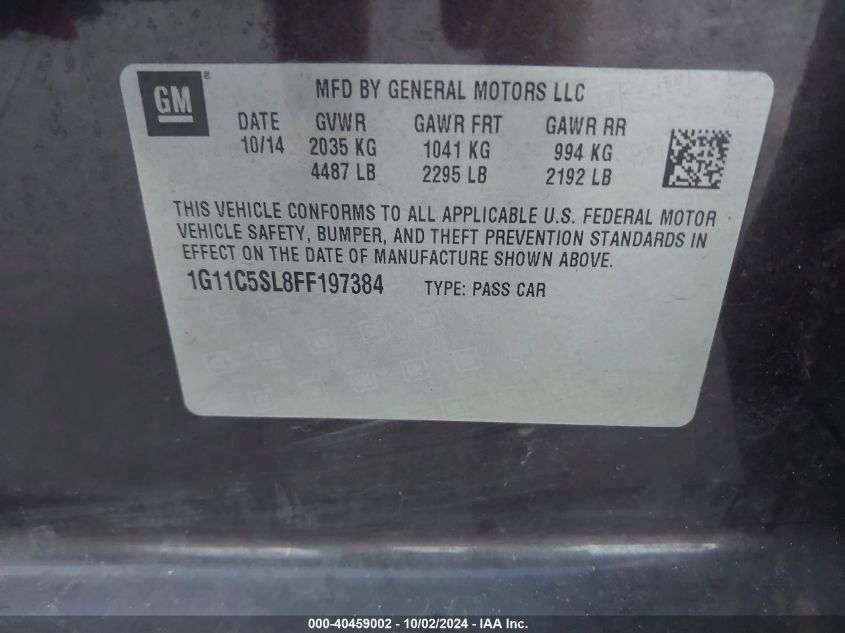 GM
®
MFD BY GENERAL MOTORS LLC
DATE GVWR GAWR FRT GAWR RR
10/14 2035 KG 1041 KG 994 KG
4487 LB 2295 LB 2192 LB
THIS VEHICLE CONFORMS TO ALL APPLICABLE U.S. FEDERAL MOTOR
VEHICLE SAFETY, BUMPER, AND THEFT PREVENTION STANDARDS IN
EFFECT ON THE DATE OF MANUFACTURE SHOWN ABOVE.
1G11C5SL8FF197384 TYPE: PASS CAR
000-40459002 - 10/02/2024 - IAA Inc.